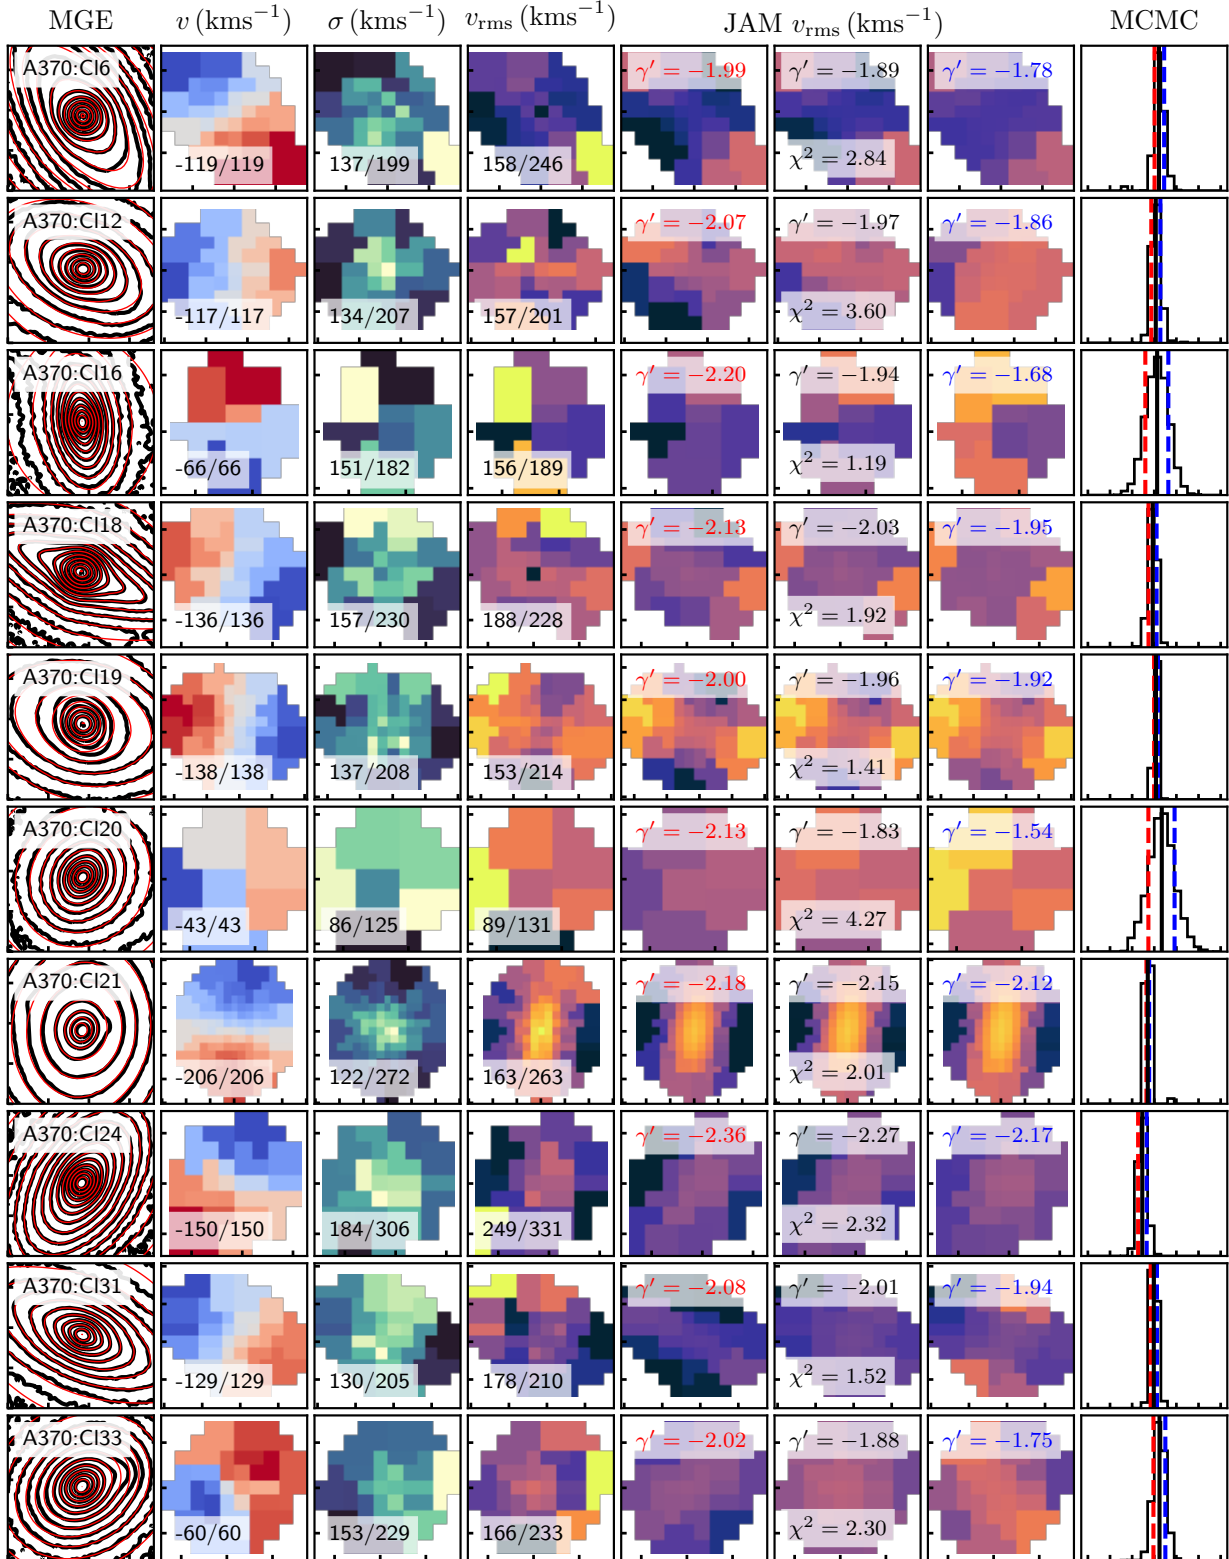 MGE v (kms⁻¹) σ (kms⁻¹) v_rms (kms⁻¹) JAM v_rms (kms⁻¹) MCMC
A370:Cl6 γ′ = −1.99 γ′ = −1.89 γ′ = −1.78
-119/119 137/199 158/246 χ² = 2.84
A370:Cl12 γ′ = −2.07 γ′ = −1.97 γ′ = −1.86
-117/117 134/207 157/201 χ² = 3.60
A370:Cl16 γ′ = −2.20 γ′ = −1.94 γ′ = −1.68
-66/66 151/182 156/189 χ² = 1.19
A370:Cl18 γ′ = −2.13 γ′ = −2.03 γ′ = −1.95
-136/136 157/230 188/228 χ² = 1.92
A370:Cl19 γ′ = −2.00 γ′ = −1.96 γ′ = −1.92
-138/138 137/208 153/214 χ² = 1.41
A370:Cl20 γ′ = −2.13 γ′ = −1.83 γ′ = −1.54
-43/43 86/125 89/131 χ² = 4.27
A370:Cl21 γ′ = −2.18 γ′ = −2.15 γ′ = −2.12
-206/206 122/272 163/263 χ² = 2.01
A370:Cl24 γ′ = −2.36 γ′ = −2.27 γ′ = −2.17
-150/150 184/306 249/331 χ² = 2.32
A370:Cl31 γ′ = −2.08 γ′ = −2.01 γ′ = −1.94
-129/129 130/205 178/210 χ² = 1.52
A370:Cl33 γ′ = −2.02 γ′ = −1.88 γ′ = −1.75
-60/60 153/229 166/233 χ² = 2.30